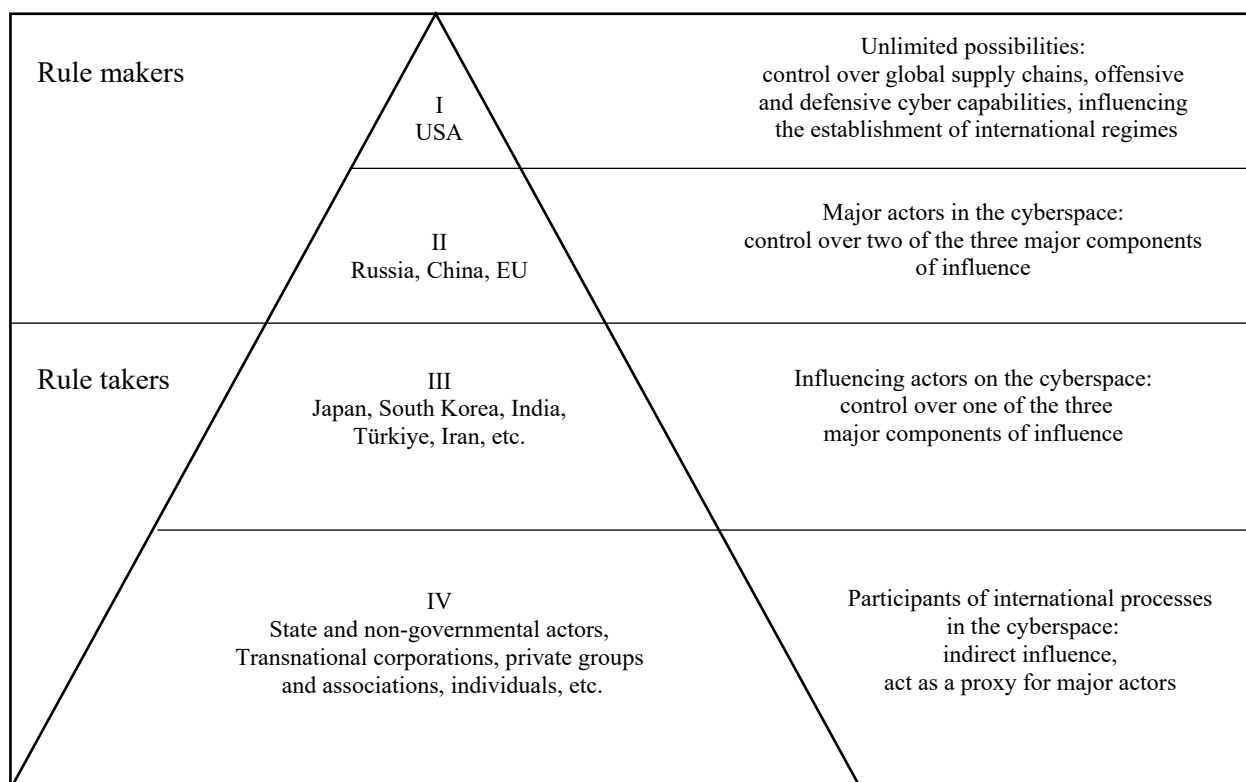 Rule makers
I
USA
Unlimited possibilities:
control over global supply chains, offensive
and defensive cyber capabilities, influencing
the establishment of international regimes
II
Russia, China, EU
Major actors in the cyberspace:
control over two of the three major components
of influence
Rule takers
III
Japan, South Korea, India,
Türkiye, Iran, etc.
Influencing actors on the cyberspace:
control over one of the three
major components of influence
IV
State and non-governmental actors,
Transnational corporations, private groups
and associations, individuals, etc.
Participants of international processes
in the cyberspace:
indirect influence,
act as a proxy for major actors